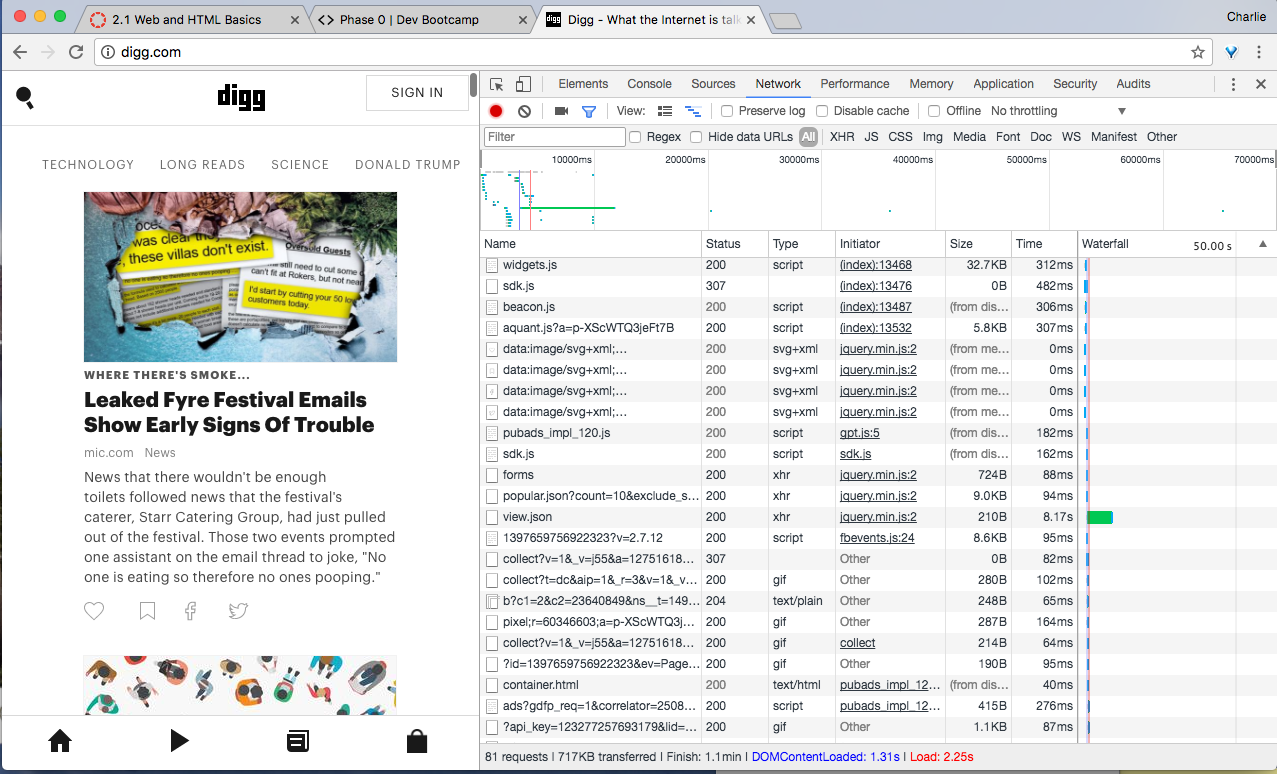 2.1 Web and HTML Basics
Phase 0 | Dev Bootcamp
digg Digg - What the Internet is talk
Charlie
digg.com
digg
SIGN IN
TECHNOLOGY LONG READS SCIENCE DONALD TRUMP
oce
was clear th
these villas don't exist.
Oversold Guests
still need to cut some
can't fit at Rokers, but not near
I'd start by cutting your 50 low
customers today.
WHERE THERE'S SMOKE...
Leaked Fyre Festival Emails
Show Early Signs Of Trouble
mic.com News
News that there wouldn't be enough
toilets followed news that the festival's
caterer, Starr Catering Group, had just pulled
out of the festival. Those two events prompted
one assistant on the email thread to joke, "No
one is eating so therefore no ones pooping."
Elements Console Sources Network Performance Memory Application Security Audits
View: Preserve log Disable cache Offline No throttling
Filter Regex Hide data URLs All XHR JS CSS Img Media Font Doc WS Manifest Other
10000ms 20000ms 30000ms 40000ms 50000ms 60000ms 70000ms
Name Status Type Initiator Size Time Waterfall 50.00 s
widgets.js 200 script (index):13468 32.7KB 312ms
sdk.js 307 (index):13476 0B 482ms
beacon.js 200 script (index):13487 (from dis... 306ms
aquant.js?a=p-XScWTQ3jeFt7B 200 script (index):13532 5.8KB 307ms
data:image/svg+xml;... 200 svg+xml jquery.min.js:2 (from me... 0ms
data:image/svg+xml;... 200 svg+xml jquery.min.js:2 (from me... 0ms
data:image/svg+xml;... 200 svg+xml jquery.min.js:2 (from me... 0ms
data:image/svg+xml;... 200 svg+xml jquery.min.js:2 (from me... 0ms
pubads_impl_120.js 200 script gpt.js:5 (from dis... 182ms
sdk.js 200 script sdk.js (from dis... 162ms
forms 200 xhr jquery.min.js:2 724B 88ms
popular.json?count=10&exclude_s... 200 xhr jquery.min.js:2 9.0KB 94ms
view.json 200 xhr jquery.min.js:2 210B 8.17s
1397659756922323?v=2.7.12 200 script fbevents.js:24 8.6KB 95ms
collect?v=1&_v=j55&a=12751618... 307 Other 0B 82ms
collect?t=dc&aip=1&_r=3&v=1&_v... 200 gif Other 280B 102ms
b?c1=2&c2=23640849&ns__t=149... 204 text/plain Other 248B 65ms
pixel;r=60346603;a=p-XScWTQ3j... 200 gif Other 287B 164ms
collect?v=1&_v=j55&a=12751618... 200 gif collect 214B 64ms
?id=1397659756922323&ev=Page... 200 gif Other 190B 95ms
container.html 200 text/html pubads_impl_12... (from dis... 40ms
ads?gdfp_req=1&correlator=2508... 200 script pubads_impl_12... 415B 276ms
?api_key=123277257693179&lid=... 200 gif Other 1.1KB 87ms
81 requests | 717KB transferred | Finish: 1.1min | DOMContentLoaded: 1.31s | Load: 2.25s